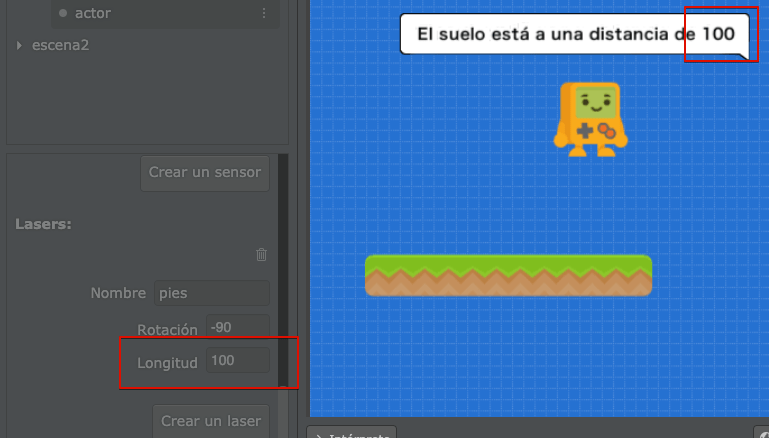 actor
escena2
Crear un sensor
Lasers:
Nombre pies
Rotación -90
Longitud 100
Crear un laser
El suelo está a una distancia de 100
> Intérprete